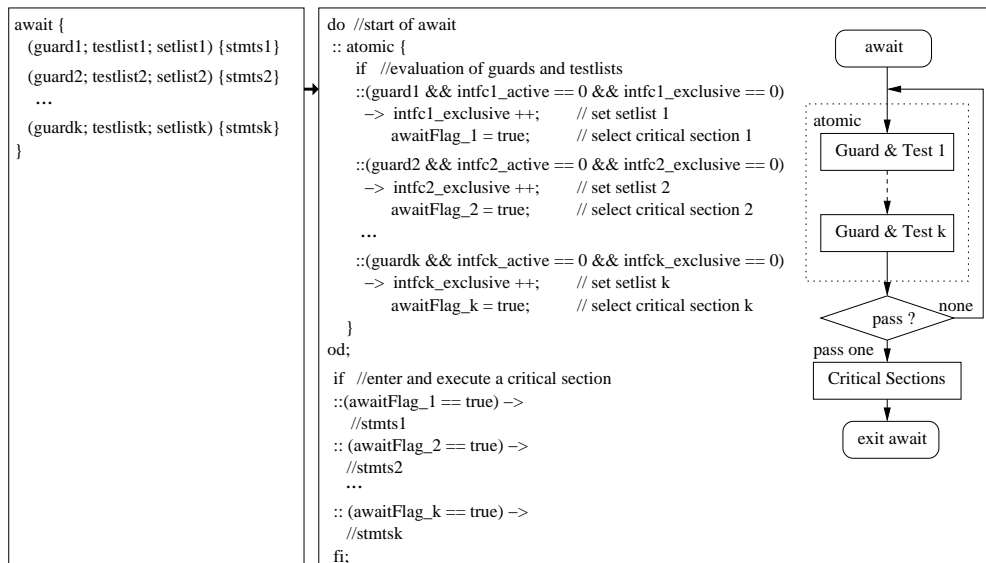 await {
(guard1; testlist1; setlist1) {stmts1}
(guard2; testlist2; setlist2) {stmts2}
...
(guardk; testlistk; setlistk) {stmtsk}
}
do //start of await
:: atomic {
if //evaluation of guards and testlists
::(guard1 && intfc1_active == 0 && intfc1_exclusive == 0)
−> intfc1_exclusive ++; // set setlist 1
awaitFlag_1 = true; // select critical section 1
::(guard2 && intfc2_active == 0 && intfc2_exclusive == 0)
−> intfc2_exclusive ++; // set setlist 2
awaitFlag_2 = true; // select critical section 2
...
::(guardk && intfck_active == 0 && intfck_exclusive == 0)
−> intfck_exclusive ++; // set setlist k
awaitFlag_k = true; // select critical section k
}
od;
if //enter and execute a critical section
::(awaitFlag_1 == true) −>
//stmts1
:: (awaitFlag_2 == true) −>
//stmts2
...
:: (awaitFlag_k == true) −>
//stmtsk
fi;
await
atomic
Guard & Test 1
Guard & Test k
none
pass ?
pass one
Critical Sections
exit await